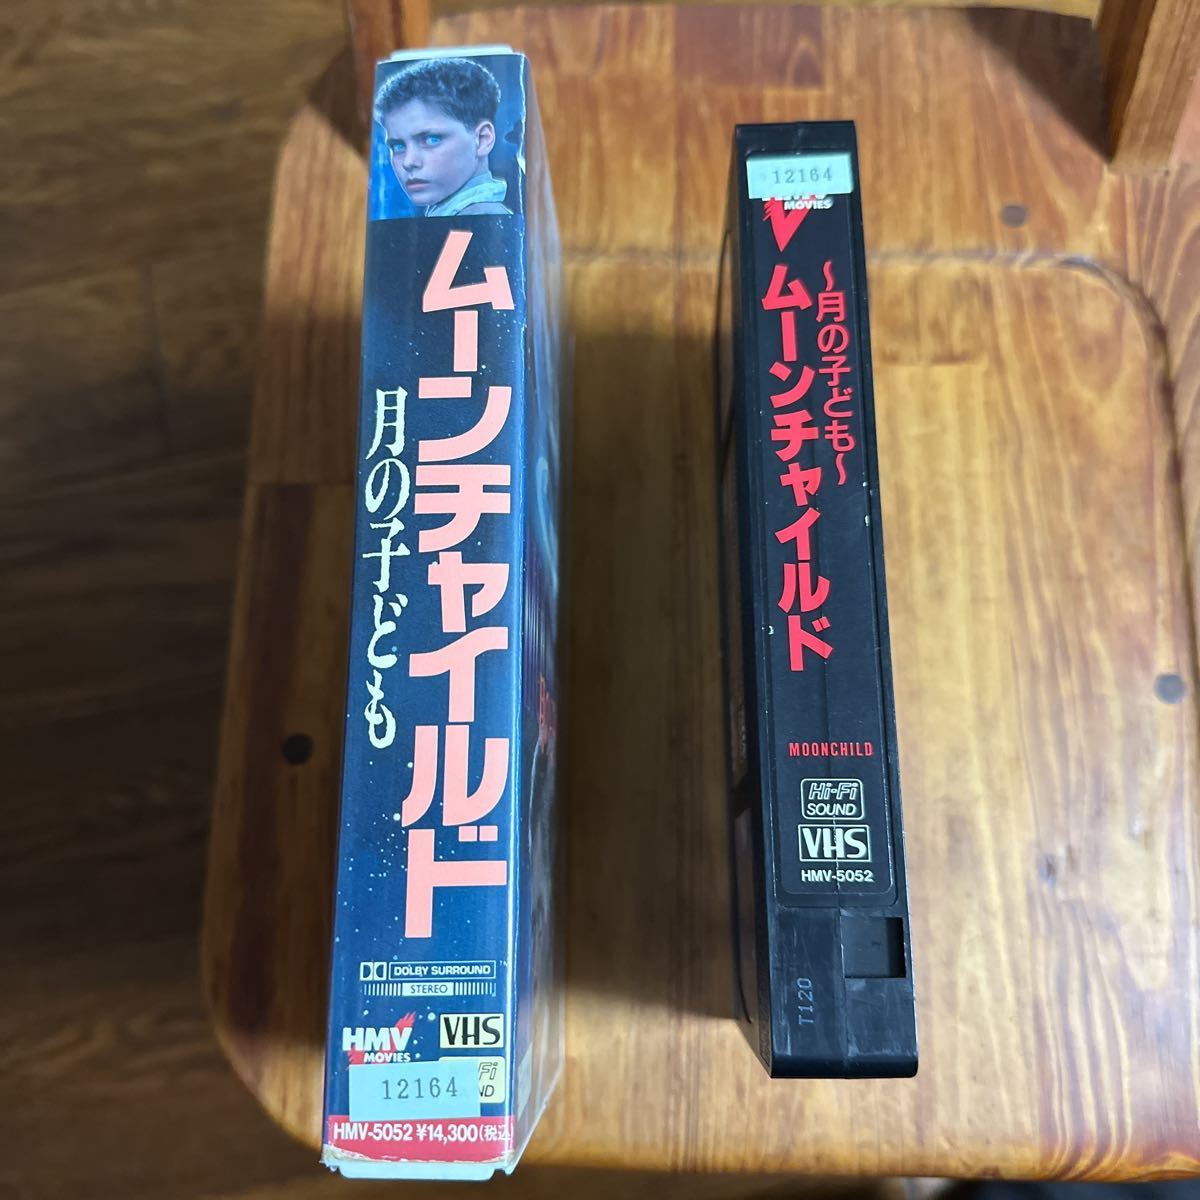 ムーンチャイルド
月の子ども
DOLBY SURROUND
STEREO
HMV
MOVIES
VHS
12164
HMV-5052 ¥14,300(税込
12164
MOVIES
〜月の子ども〜
ムーンチャイルド
MOONCHILD
Hi-Fi
SOUND
VHS
HMV-5052
T120